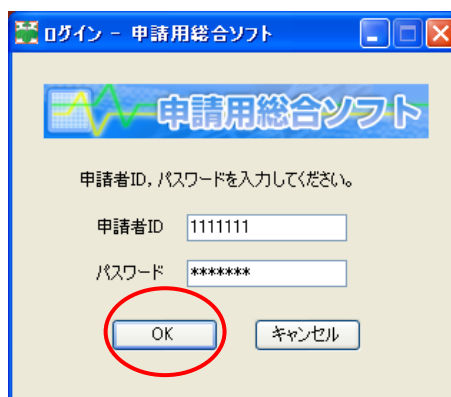 ログイン - 申請用総合ソフト
申請用総合ソフト
申請者ID, パスワードを入力してください。
申請者ID 1111111
パスワード *******
OK キャンセル